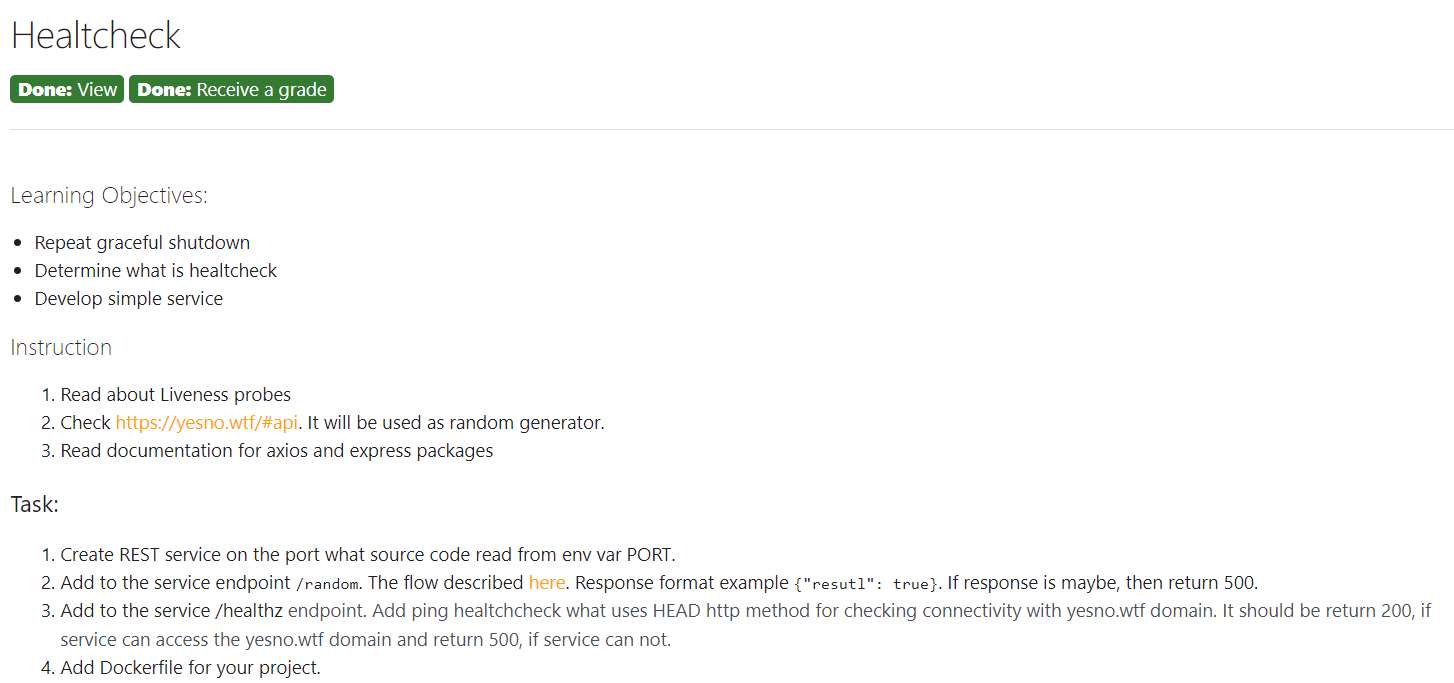 Healtcheck
Done: View Done: Receive a grade
Learning Objectives:
• Repeat graceful shutdown
• Determine what is healtcheck
• Develop simple service
Instruction
1. Read about Liveness probes
2. Check https://yesno.wtf/#api. It will be used as random generator.
3. Read documentation for axios and express packages
Task:
1. Create REST service on the port what source code read from env var PORT.
2. Add to the service endpoint /random. The flow described here. Response format example {"resutl": true}. If response is maybe, then return 500.
3. Add to the service /healthz endpoint. Add ping healtchcheck what uses HEAD http method for checking connectivity with yesno.wtf domain. It should be return 200, if
service can access the yesno.wtf domain and return 500, if service can not.
4. Add Dockerfile for your project.